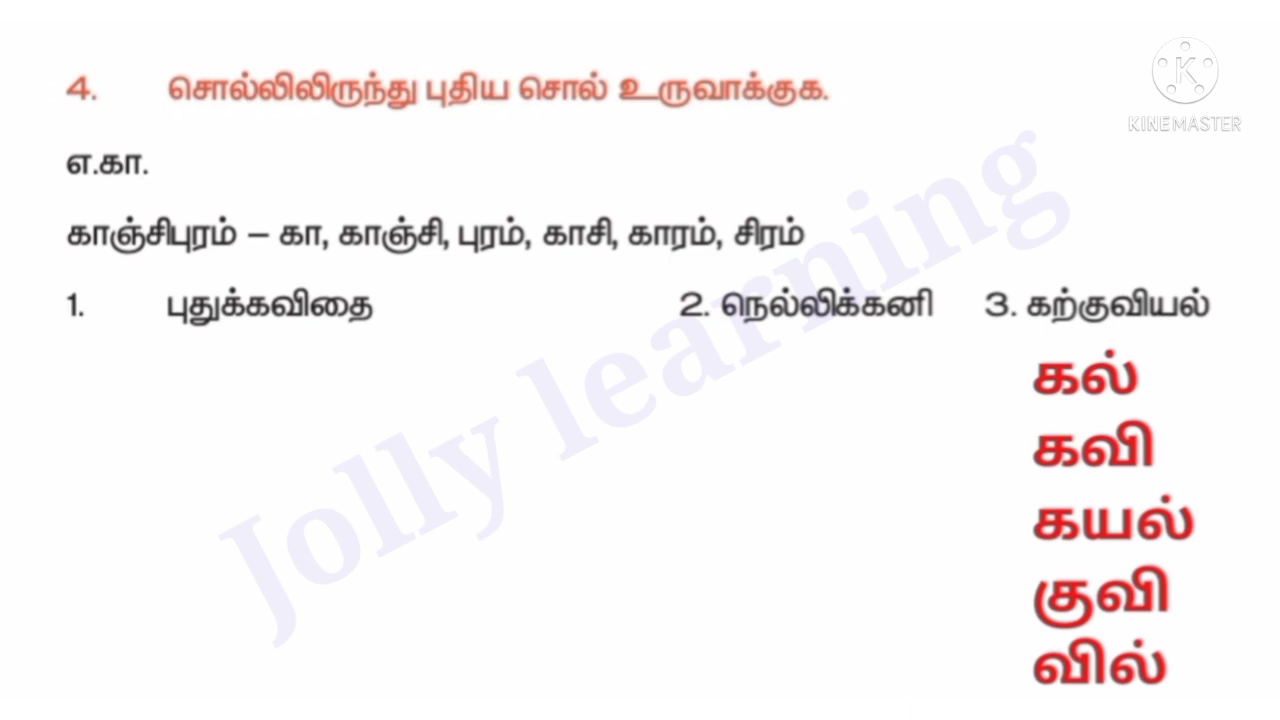 4. சொல்லிலிருந்து புதிய சொல் உருவாக்குக.
KINEMASTER
எ.கா.
காஞ்சிபுரம் – கா, காஞ்சி, புரம், காசி, காரம், சிரம்
1. புதுக்கவிதை 2. நெல்லிக்கனி 3. கற்குவியல்
கல்
கவி
கயல்
குவி
வில்
Jolly learning